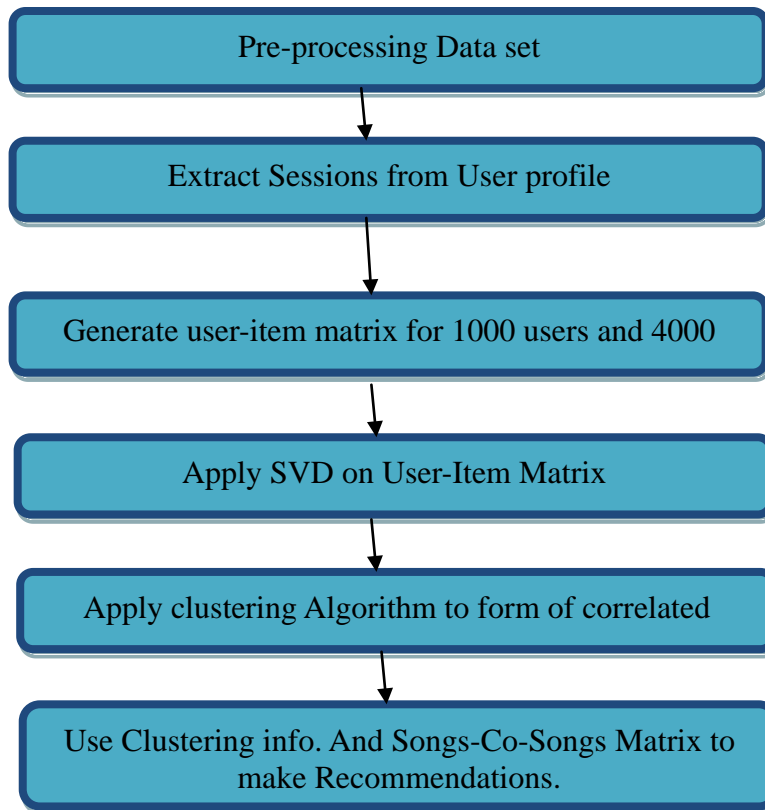 Pre-processing Data set
Extract Sessions from User profile
Generate user-item matrix for 1000 users and 4000
Apply SVD on User-Item Matrix
Apply clustering Algorithm to form of correlated
Use Clustering info. And Songs-Co-Songs Matrix to
make Recommendations.